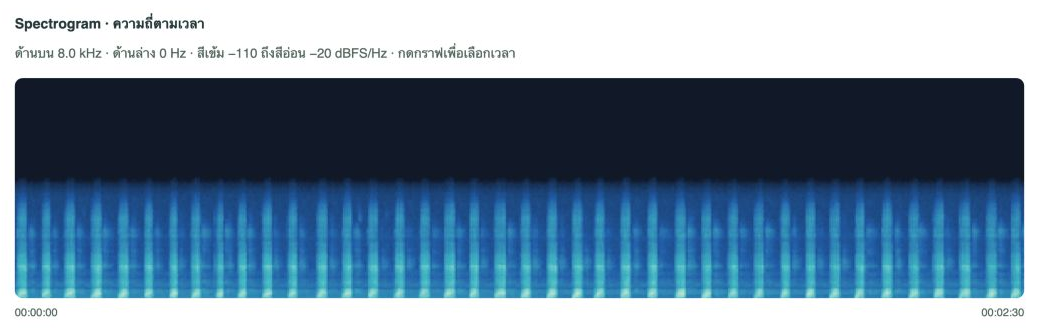 Spectrogram · ความถี่ตามเวลา
ด้านบน 8.0 kHz · ด้านล่าง 0 Hz · สีเข้ม −110 ถึงสีอ่อน −20 dBFS/Hz · กดกราฟเพื่อเลือกเวลา
00:00:00
00:02:30